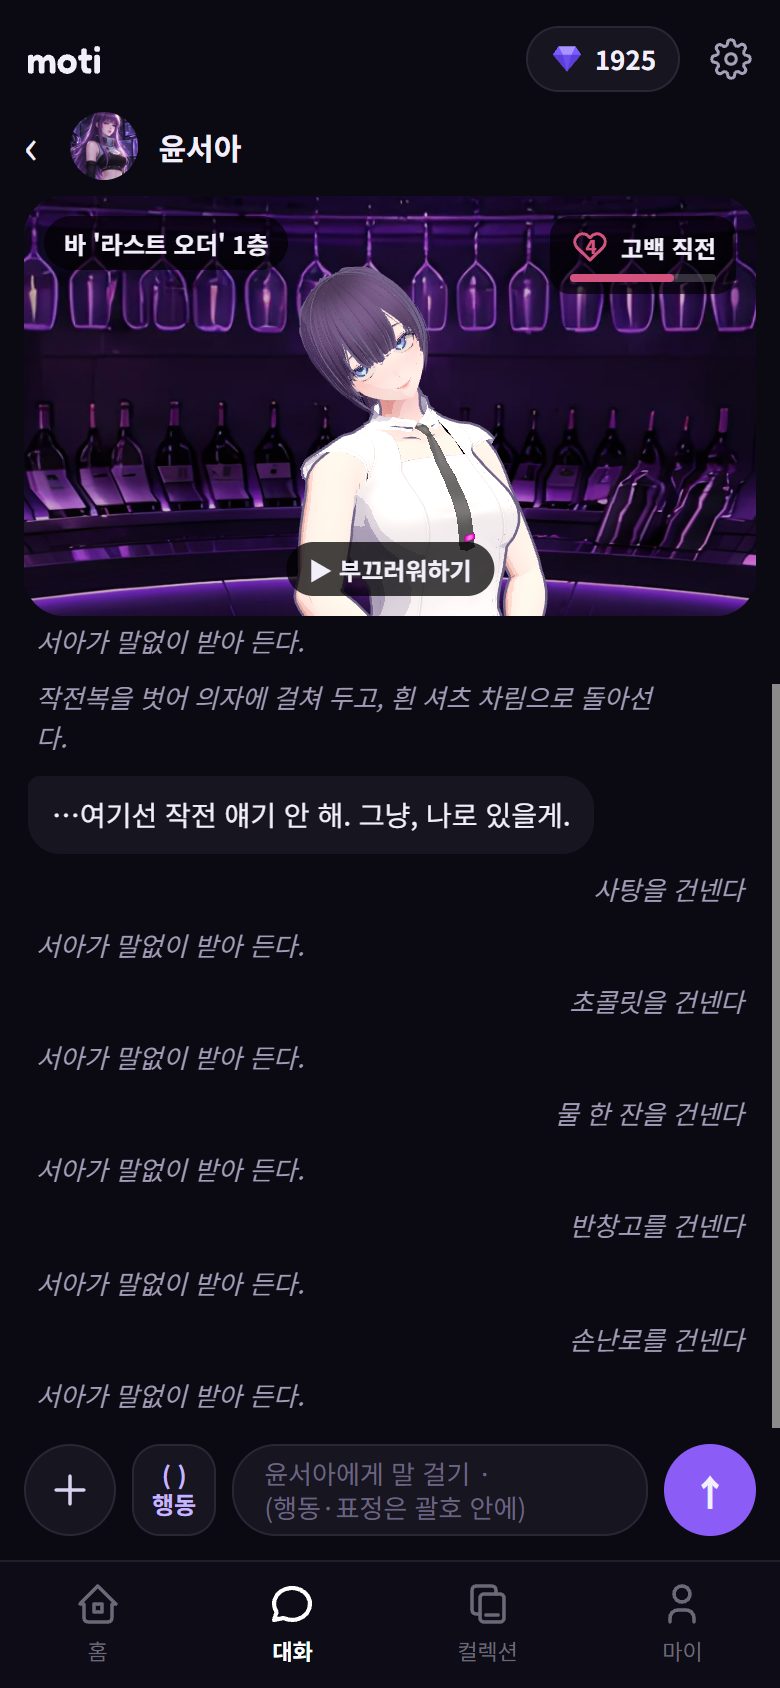 moti
1925
윤서아
바 '라스트 오더' 1층
4 고백 직전
▶ 부끄러워하기
서아가 말없이 받아 든다.
작전복을 벗어 의자에 걸쳐 두고, 흰 셔츠 차림으로 돌아선
다.
…여기선 작전 얘기 안 해. 그냥, 나로 있을게.
사탕을 건넨다
서아가 말없이 받아 든다.
초콜릿을 건넨다
서아가 말없이 받아 든다.
물 한 잔을 건넨다
서아가 말없이 받아 든다.
반창고를 건넨다
서아가 말없이 받아 든다.
손난로를 건넨다
서아가 말없이 받아 든다.
( )
행동
윤서아에게 말 걸기 ·
(행동·표정은 괄호 안에)
홈
대화
컬렉션
마이